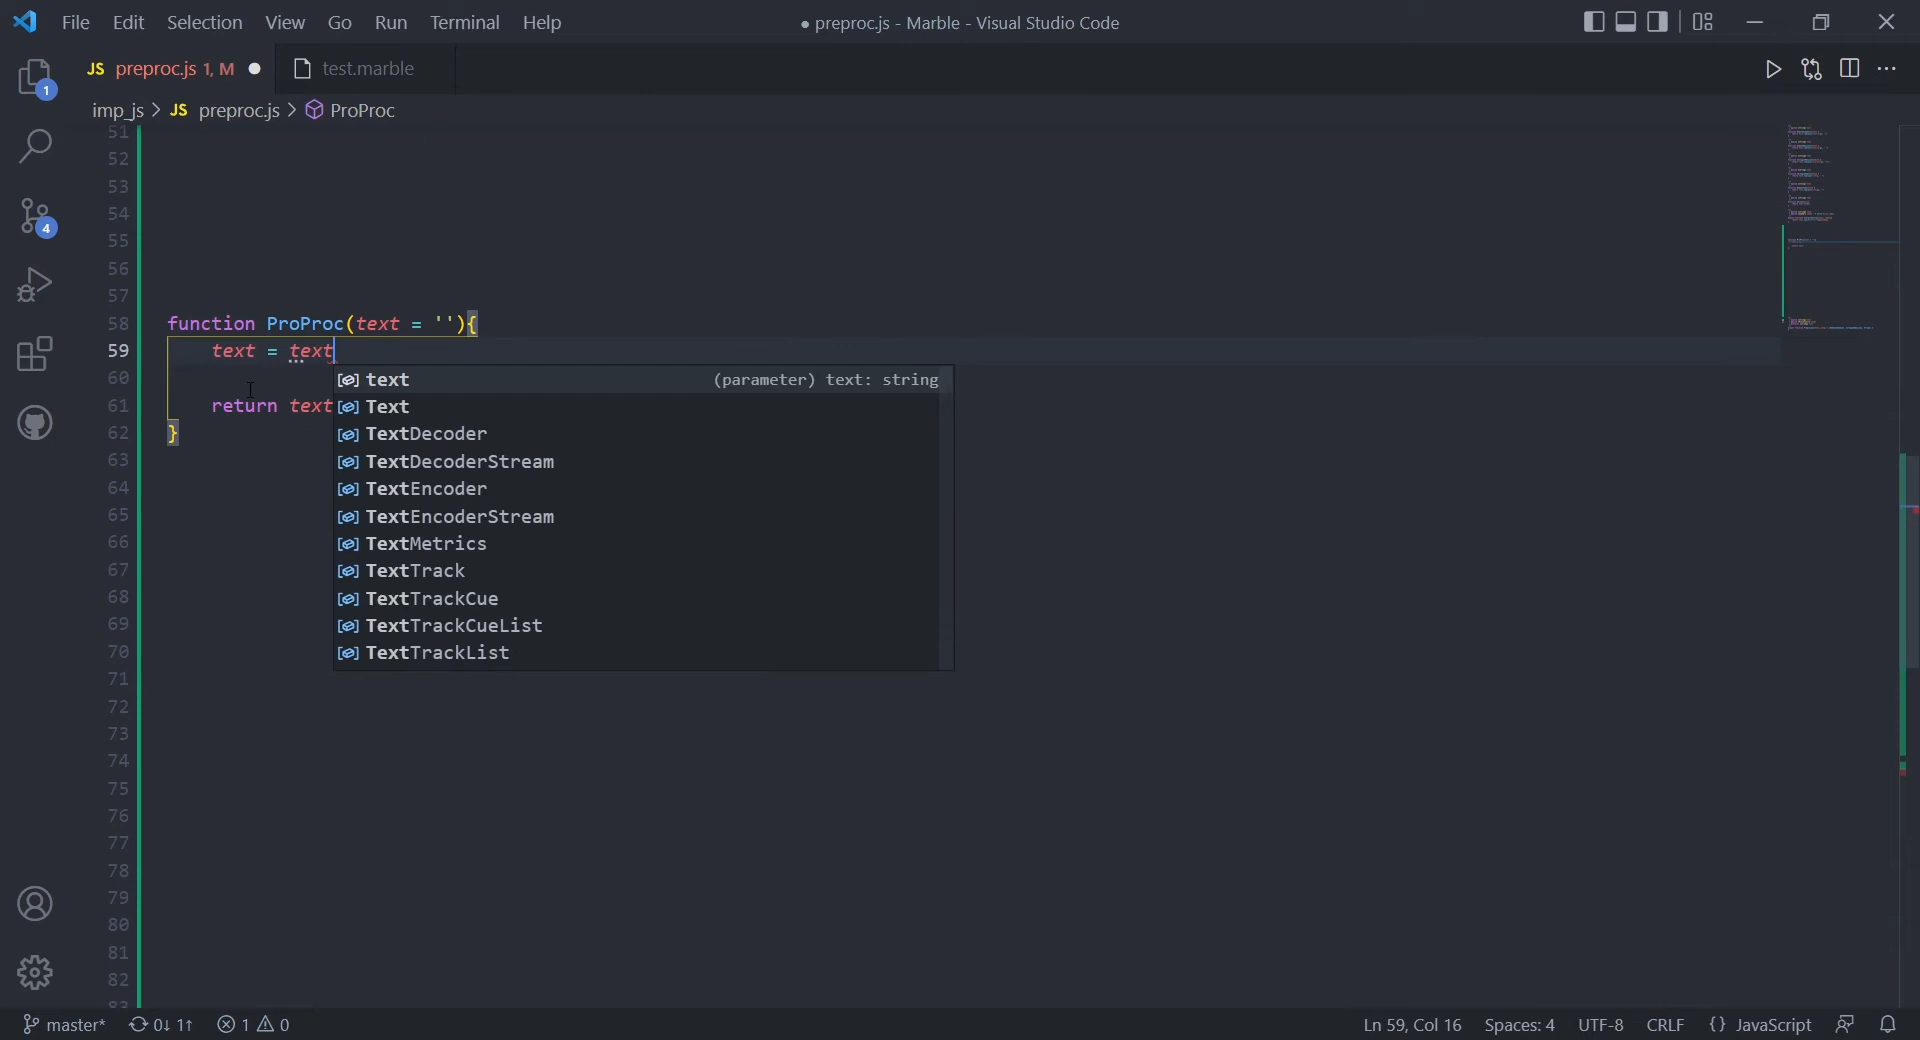 File Edit Selection View Go Run Terminal Help
● preproc.js - Marble - Visual Studio Code
JS preproc.js 1, M ●
test.marble
imp_js > JS preproc.js > ProProc
1
4
51
52
53
54
55
56
57
58 function ProProc(text = ''){
59 text = text
60
61 return text
62 }
63
64
65
66
67
68
69
70
71
72
73
74
75
76
77
78
79
80
81
82
83
text (parameter) text: string
Text
TextDecoder
TextDecoderStream
TextEncoder
TextEncoderStream
TextMetrics
TextTrack
TextTrackCue
TextTrackCueList
TextTrackList
master* 0↓ 1↑ 1 0
Ln 59, Col 16 Spaces: 4 UTF-8 CRLF {} JavaScript